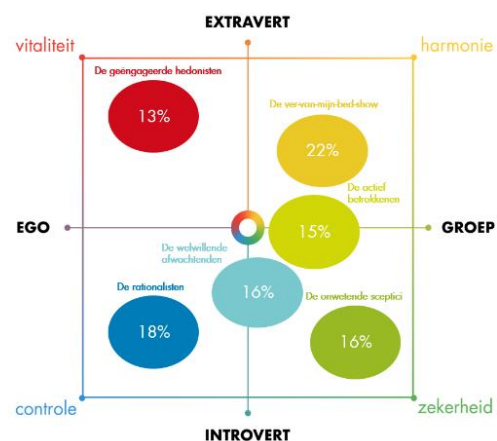 EXTRAVERT
vitaliteit
harmonie
De geëngageerde hedonisten
13%
De ver-van-mijn-bed-show
22%
De actief
betrokkenen
15%
EGO
GROEP
De welwillende
afwachtenden
16%
De rationalisten
18%
De onwetende sceptici
16%
controle
zekerheid
INTROVERT